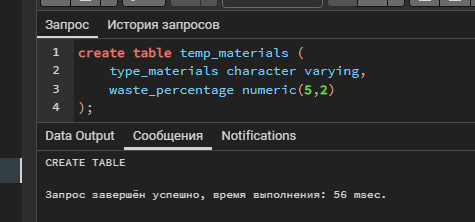 Запрос История запросов
1 create table temp_materials (
2 type_materials character varying,
3 waste_percentage numeric(5,2)
4 );
Data Output Сообщения Notifications
CREATE TABLE
Запрос завершён успешно, время выполнения: 56 msec.